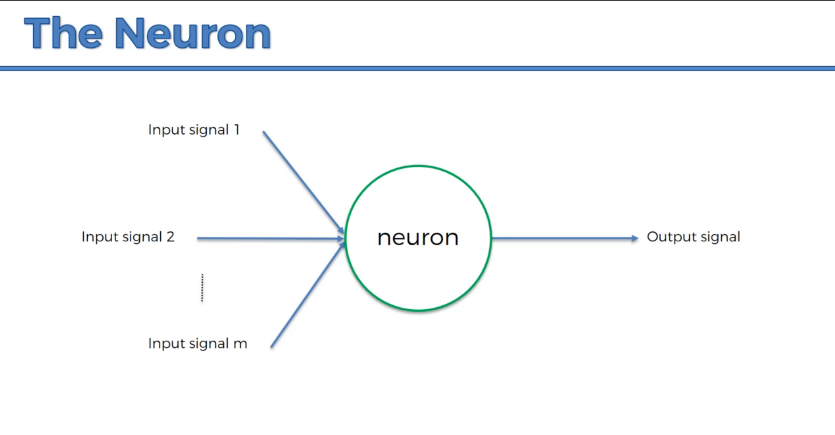 The Neuron
Input signal 1
Input signal 2
neuron
Output signal
Input signal m